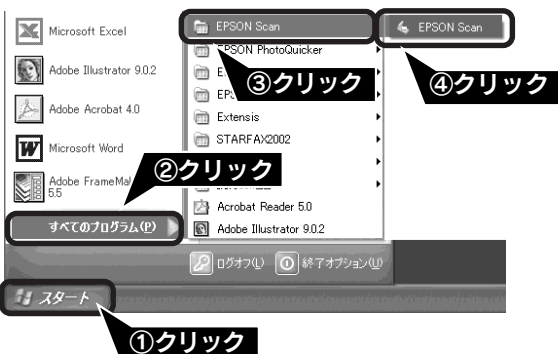 Microsoft Excel
Adobe Illustrator 9.0.2
Adobe Acrobat 4.0
Microsoft Word
Adobe FrameMa
5.5
すべてのプログラム(P)
EPSON Scan
EPSON PhotoQuicker
Extensis
STARFAX2002
Acrobat Reader 5.0
Adobe Illustrator 9.0.2
EPSON Scan
③クリック
④クリック
②クリック
ログオフ(L)
終了オプション(U)
スタート
①クリック